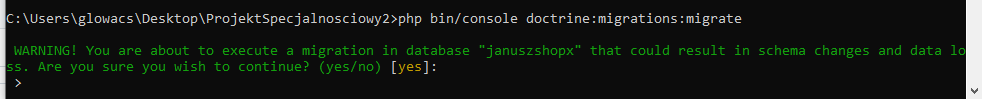 C:\Users\glowacs\Desktop\ProjektSpecjalnosciowy2>php bin/console doctrine:migrations:migrate
WARNING! You are about to execute a migration in database "januszshopx" that could result in schema changes and data lo
ss. Are you sure you wish to continue? (yes/no) [yes]:
>